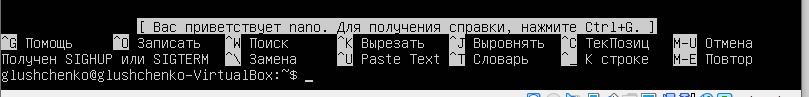 [ Вас приветствует nano. Для получения справки, нажмите Ctrl+G. ]
^G Помощь ^O Записать ^W Поиск ^K Вырезать ^J Выровнять ^C ТекПозиц M-U Отмена
Получен SIGHUP или SIGTERM ^\ Замена ^U Paste Text ^T Словарь ^_ К строке M-E Повтор
glushchenko@glushchenko-VirtualBox:~$ _